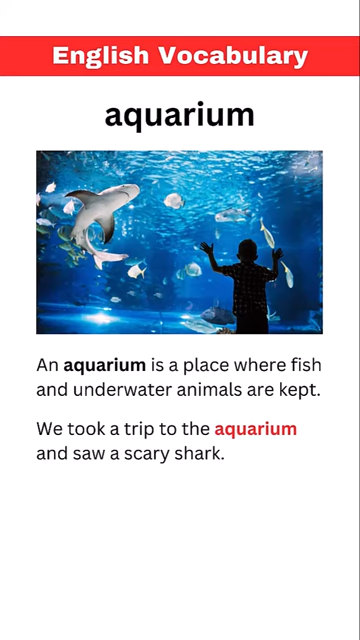 English Vocabulary
aquarium
An aquarium is a place where fish
and underwater animals are kept.
We took a trip to the aquarium
and saw a scary shark.